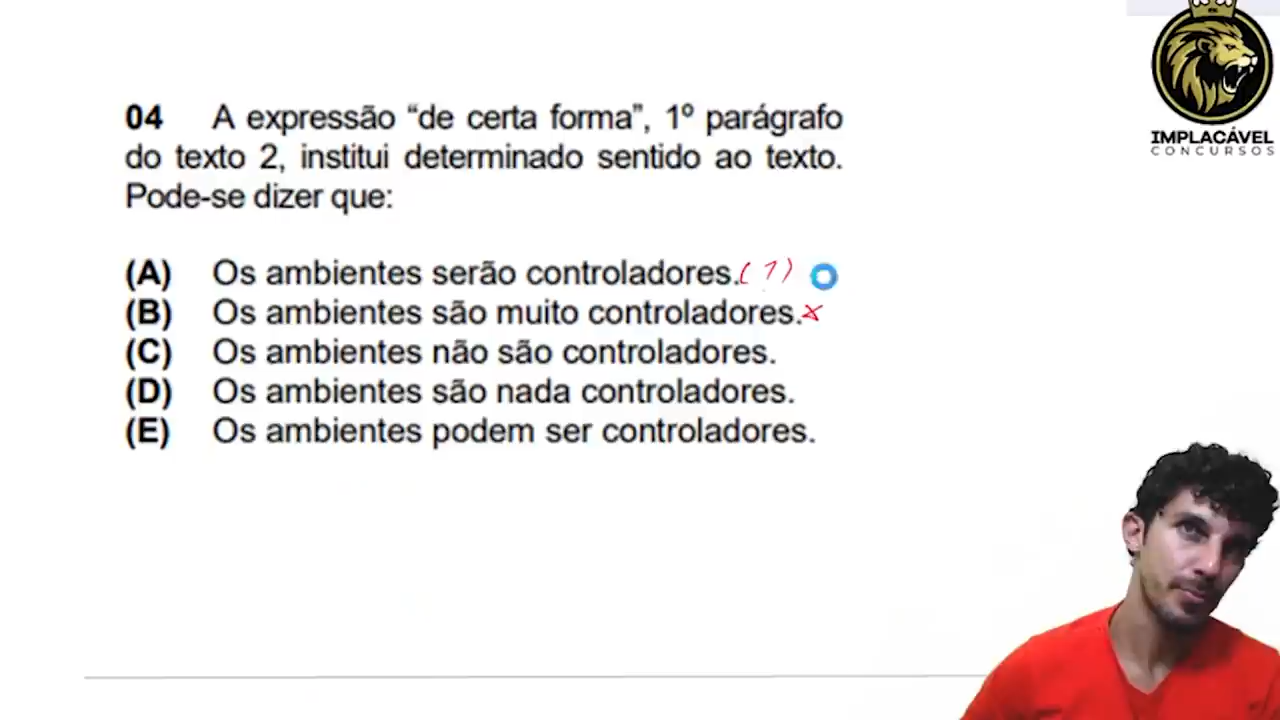 IMPLACÁVEL
CONCURSOS
04 A expressão “de certa forma”, 1º parágrafo
do texto 2, institui determinado sentido ao texto.
Pode-se dizer que:
(A) Os ambientes serão controladores. (?)
(B) Os ambientes são muito controladores. x
(C) Os ambientes não são controladores.
(D) Os ambientes são nada controladores.
(E) Os ambientes podem ser controladores.